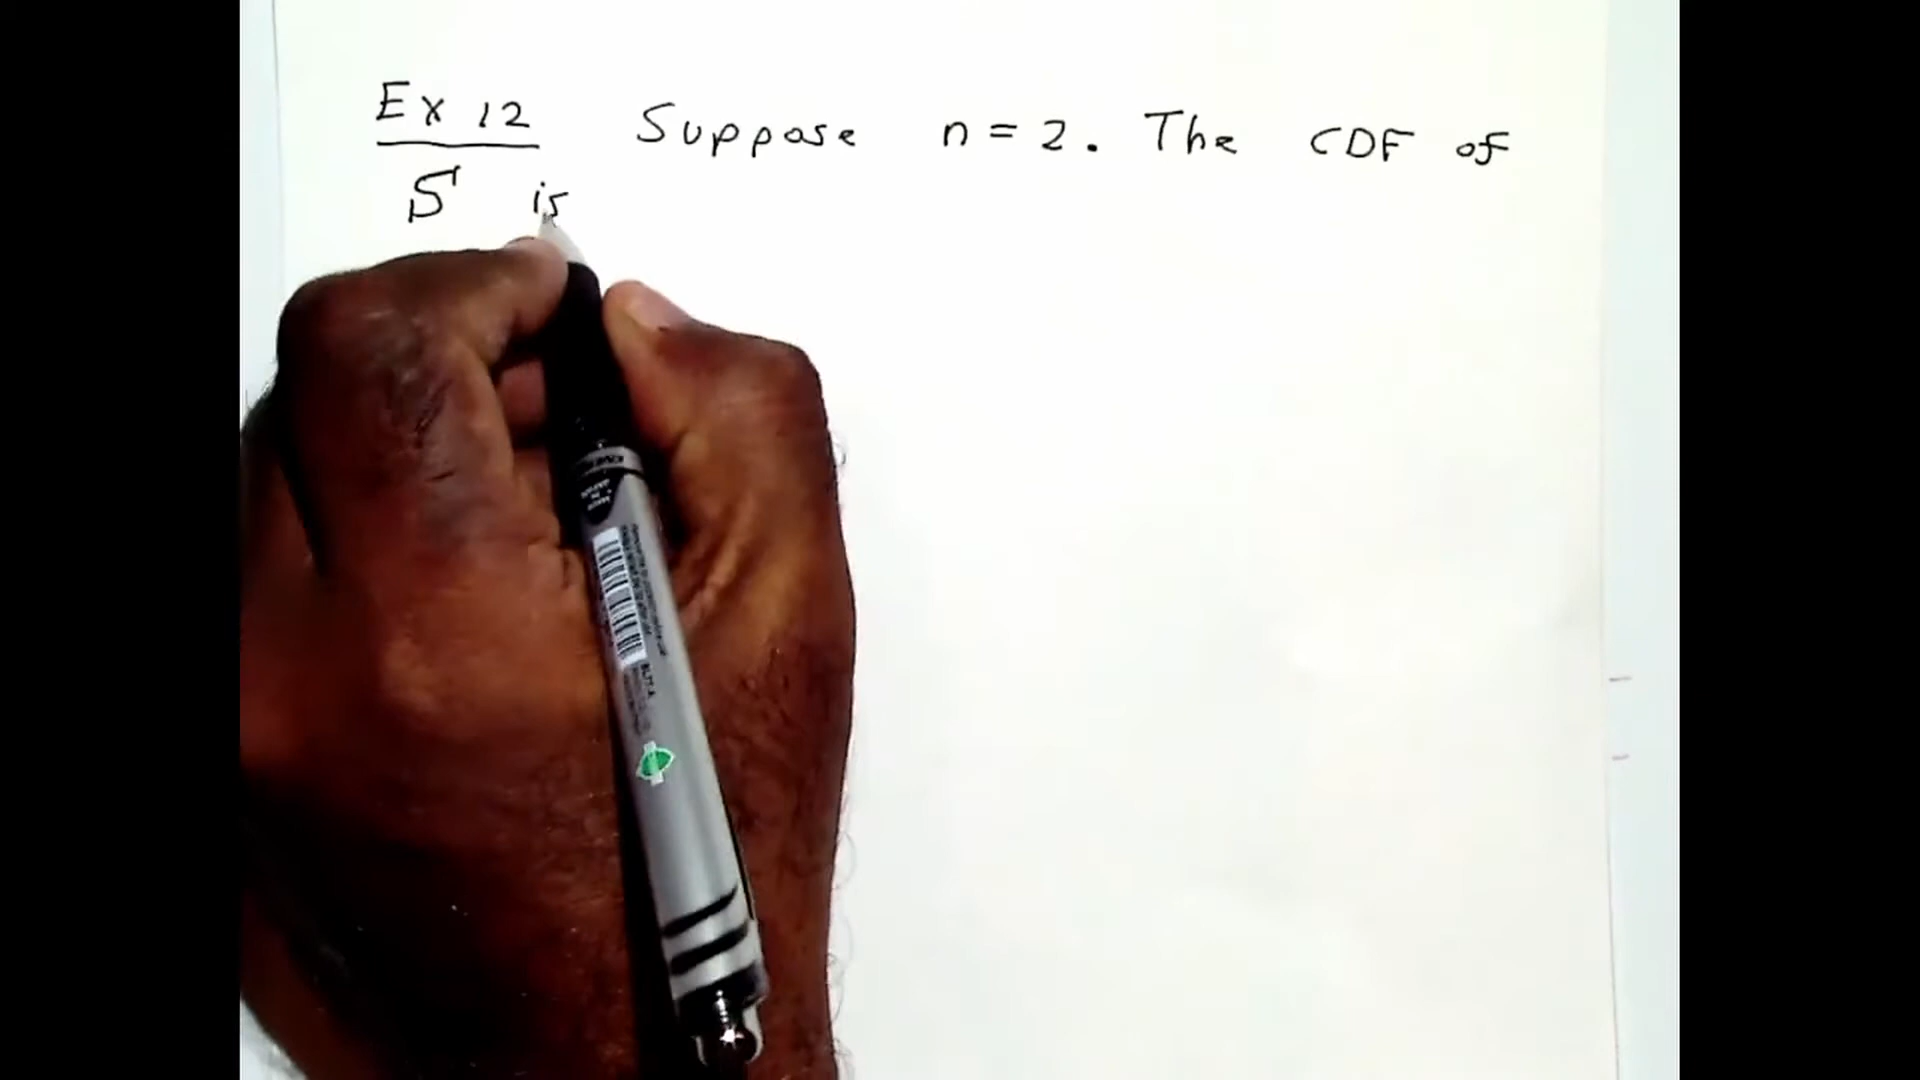 Ex 12 Suppose n = 2. The CDF of
S is